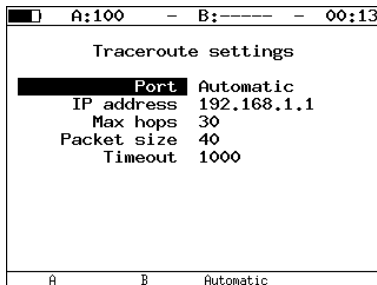 A:100 – B:----- – 00:13
Traceroute settings
Port Automatic
IP address 192.168.1.1
Max hops 30
Packet size 40
Timeout 1000
A B Automatic